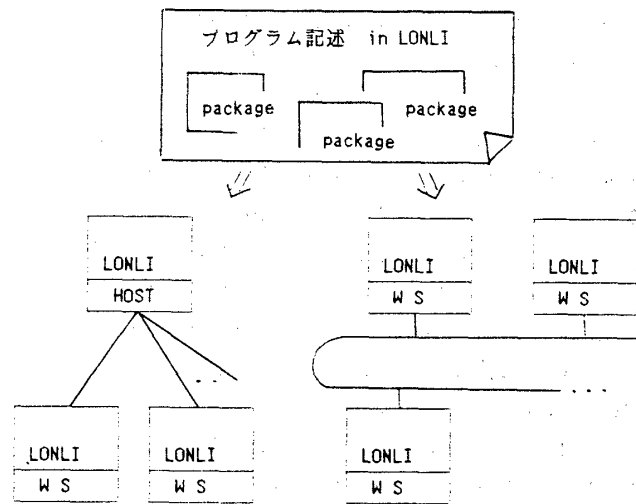 プログラム記述 in LONLI
package
package
package
LONLI
HOST
LONLI
W S
LONLI
W S
...
...
LONLI
W S
LONLI
W S
LONLI
W S